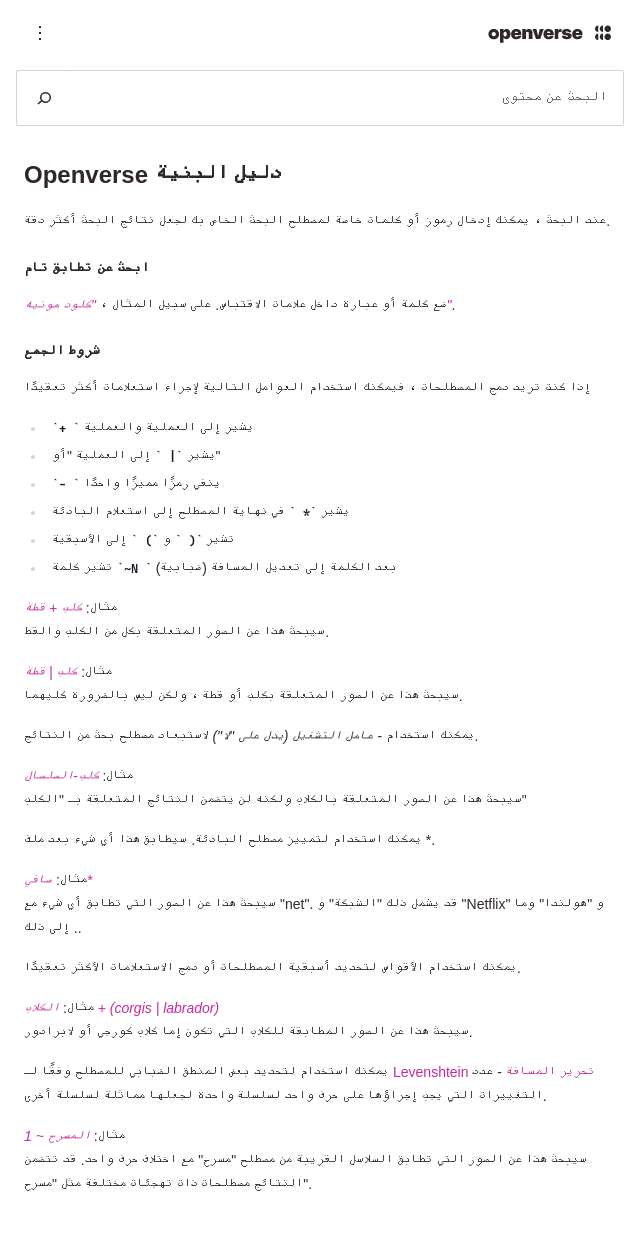 openverse
البحث عن محتوى
دليل البنية Openverse
عند البحث ، يمكنك إدخال رموز أو كلمات خاصة لمصطلح البحث الخاص بك لجعل نتائج البحث أكثر دقة.
ابحث عن تطابق تام
ضع كلمة أو عبارة داخل علامات الاقتباس. على سبيل المثال ، "كلود مونيه".
شروط الجمع
إذا كنت تريد دمج المصطلحات ، فيمكنك استخدام العوامل التالية لإجراء استعلامات أكثر تعقيدًا
يشير إلى العملية والعملية ` +`
يشير ` | ` إلى العملية "أو"
ينفي رمزًا مميزًا واحدًا ` -`
يشير ` * ` في نهاية المصطلح إلى استعلام البادئة
تشير ` ( ` و ` ) ` إلى الأسبقية
بعد الكلمة إلى تعديل المسافة (ضبابية) ` ~N` تشير كلمة
مثال: كلب + قطة
سيبحث هذا عن الصور المتعلقة بكل من الكلب والقط.
مثال: كلب | قطة
سيبحث هذا عن الصور المتعلقة بكلب أو قطة ، ولكن ليس بالضرورة كليهما.
يمكنك استخدام - عامل التشغيل (يدل على "لا") لاستبعاد مصطلح بحث من النتائج.
مثال: كلب-السلسال
سيبحث هذا عن الصور المتعلقة بالكلاب ولكنه لن يتضمن النتائج المتعلقة بـ "الكلب"
يمكنك استخدام لتمييز مصطلح البادئة. سيطابق هذا أي شيء بعد ملف *.
مثال: صافي*
سيبحث هذا عن الصور التي تطابق أي شيء مع "net". قد يشمل ذلك "الشبكة" و "Netflix" و "هولندا" وما
إلى ذلك ..
يمكنك استخدام الأقواس لتحديد أسبقية المصطلحات أو دمج الاستعلامات الأكثر تعقيدًا.
مثال: الكلاب + (corgis | labrador)
سيبحث هذا عن الصور المطابقة للكلاب التي تكون إما كلاب كورجي أو لابرادور.
يمكنك استخدام لتحديد بعض المنطق الضبابي للمصطلح وفقًا لـ Levenshtein تحرير المسافة - عدد
التغييرات التي يجب إجراؤها على حرف واحد لسلسلة واحدة لجعلها مماثلة لسلسلة أخرى.
مثال: المسرح ~ 1
سيبحث هذا عن الصور التي تطابق السلاسل القريبة من مصطلح "مسرح" مع اختلاف حرف واحد. قد تتضمن
النتائج مصطلحات ذات تهجئات مختلفة مثل "مسرح".